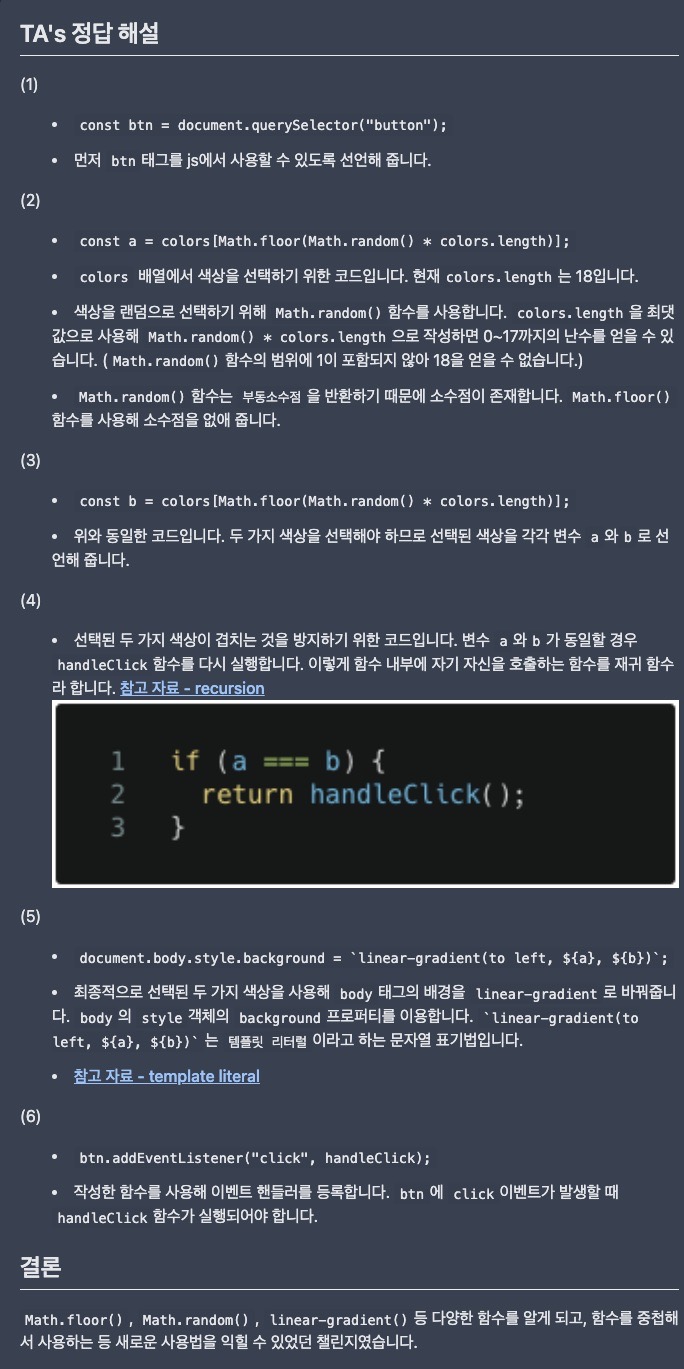 TA's 정답 해설
(1)
• const btn = document.querySelector("button");
• 먼저 btn 태그를 js에서 사용할 수 있도록 선언해 줍니다.
(2)
• const a = colors[Math.floor(Math.random() * colors.length)];
• colors 배열에서 색상을 선택하기 위한 코드입니다. 현재 colors.length 는 18입니다.
• 색상을 랜덤으로 선택하기 위해 Math.random() 함수를 사용합니다. colors.length 을 최댓
값으로 사용해 Math.random() * colors.length 으로 작성하면 0~17까지의 난수를 얻을 수 있
습니다. ( Math.random() 함수의 범위에 1이 포함되지 않아 18을 얻을 수 없습니다.)
• Math.random() 함수는 부동소수점 을 반환하기 때문에 소수점이 존재합니다. Math.floor()
함수를 사용해 소수점을 없애 줍니다.
(3)
• const b = colors[Math.floor(Math.random() * colors.length)];
• 위와 동일한 코드입니다. 두 가지 색상을 선택해야 하므로 선택된 색상을 각각 변수 a 와 b 로 선
언해 줍니다.
(4)
• 선택된 두 가지 색상이 겹치는 것을 방지하기 위한 코드입니다. 변수 a 와 b 가 동일할 경우
handleClick 함수를 다시 실행합니다. 이렇게 함수 내부에 자기 자신을 호출하는 함수를 재귀 함수
라 합니다. 참고 자료 - recursion
1 if (a === b) {
2 return handleClick();
3 }
(5)
• document.body.style.background = `linear-gradient(to left, ${a}, ${b})`;
• 최종적으로 선택된 두 가지 색상을 사용해 body 태그의 배경을 linear-gradient 로 바꿔줍니
다. body 의 style 객체의 background 프로퍼티를 이용합니다. `linear-gradient(to
left, ${a}, ${b})` 는 템플릿 리터럴 이라고 하는 문자열 표기법입니다.
• 참고 자료 - template literal
(6)
• btn.addEventListener("click", handleClick);
• 작성한 함수를 사용해 이벤트 핸들러를 등록합니다. btn 에 click 이벤트가 발생할 때
handleClick 함수가 실행되어야 합니다.
결론
Math.floor() , Math.random() , linear-gradient() 등 다양한 함수를 알게 되고, 함수를 중첩해
서 사용하는 등 새로운 사용법을 익힐 수 있었던 챌린지였습니다.